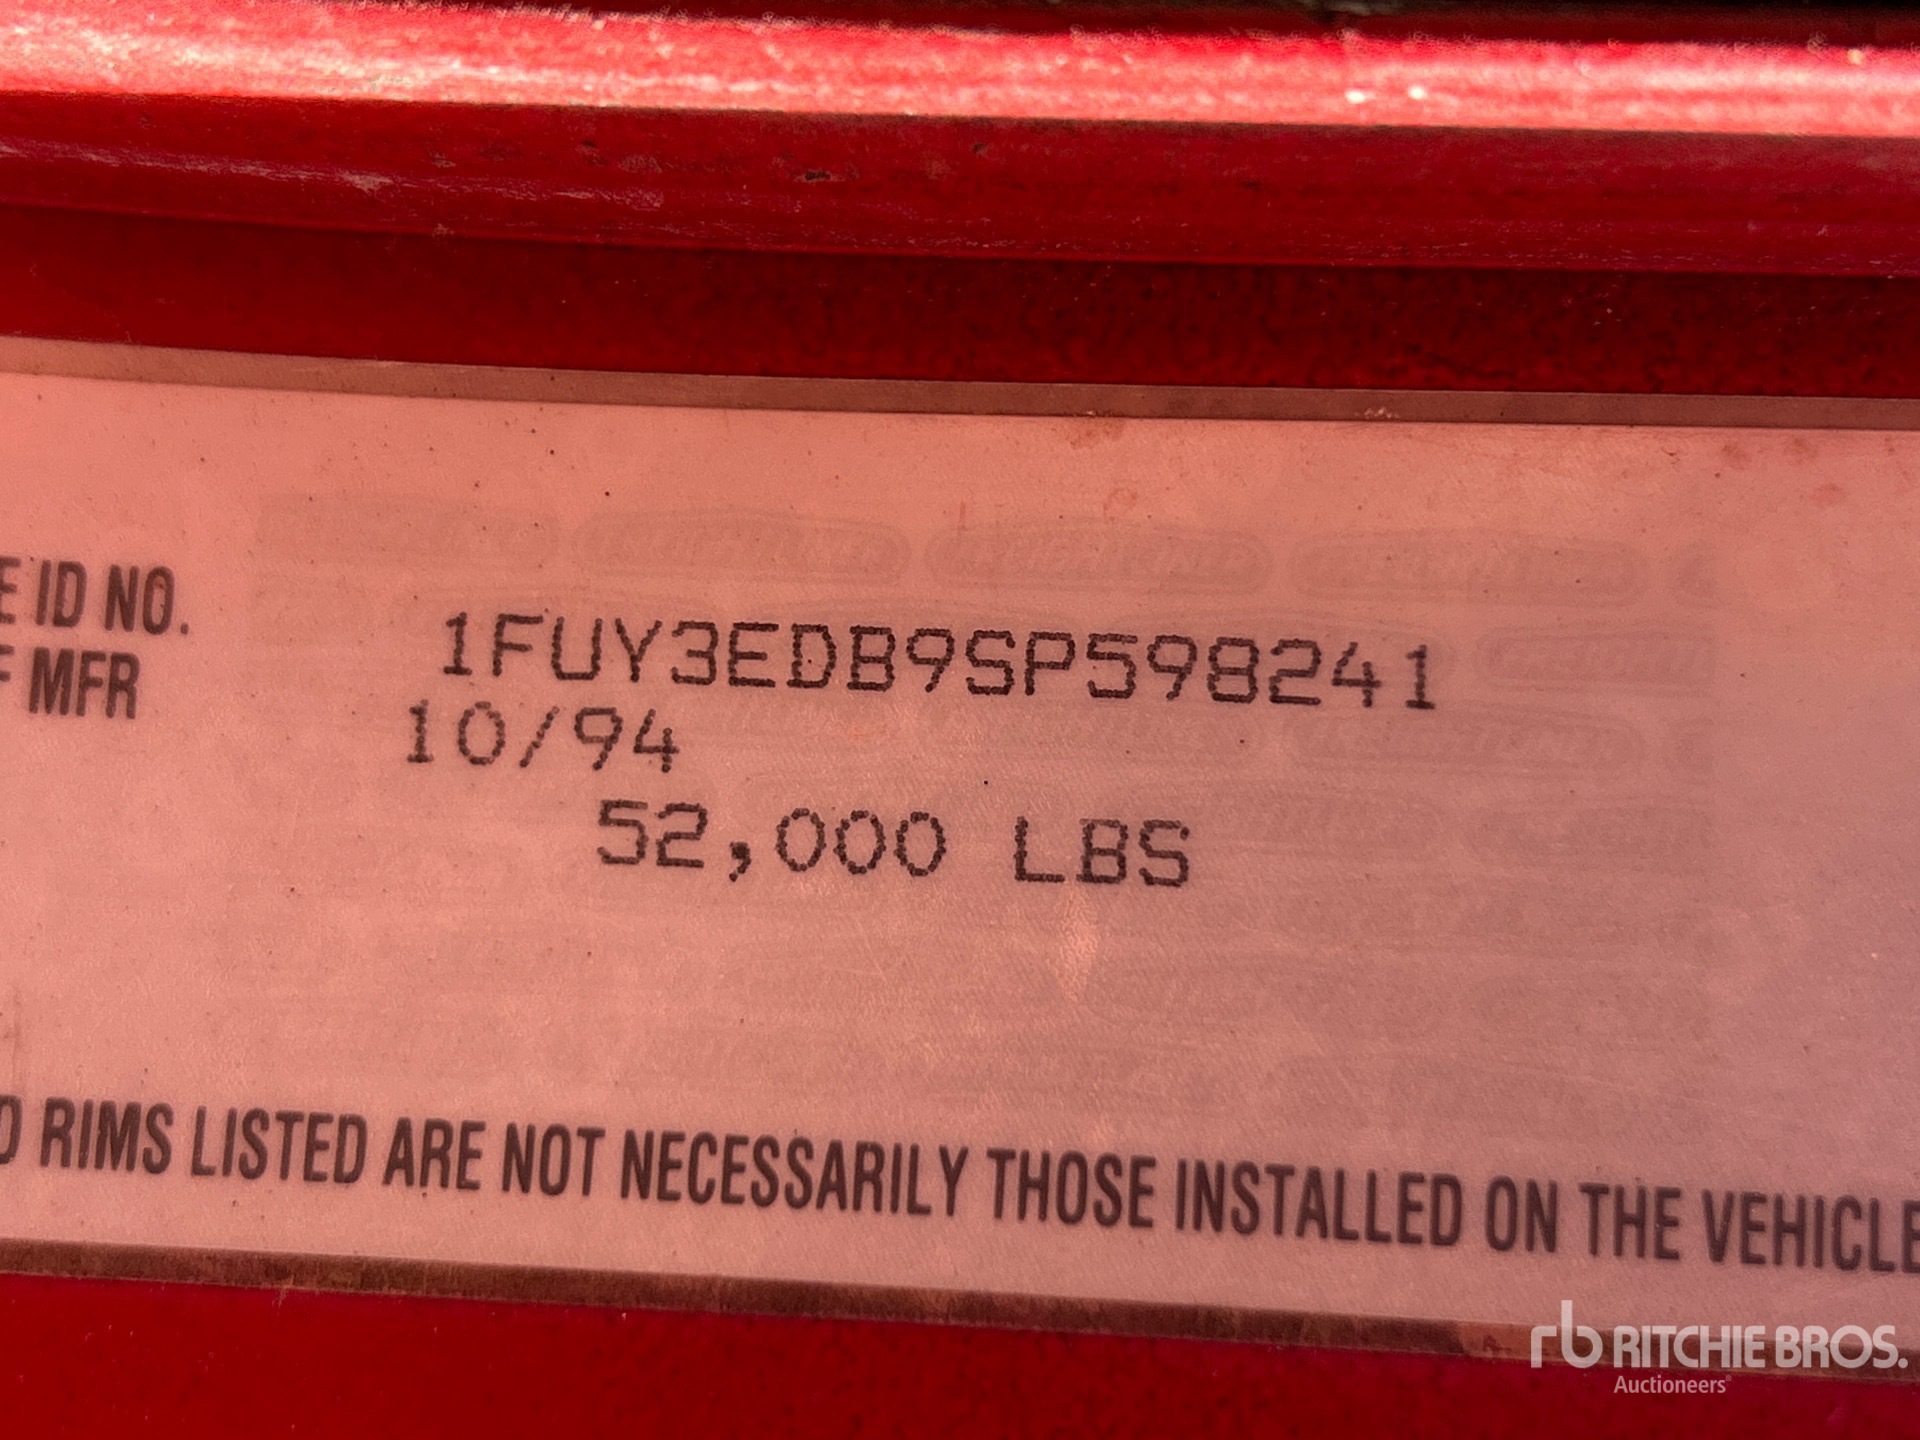 E ID NO.
1FUY3EDB9SP598241
F MFR
10/94
52,000 LBS
D RIMS LISTED ARE NOT NECESSARILY THOSE INSTALLED ON THE VEHICLE
rb RITCHIE BROS.
Auctioneers